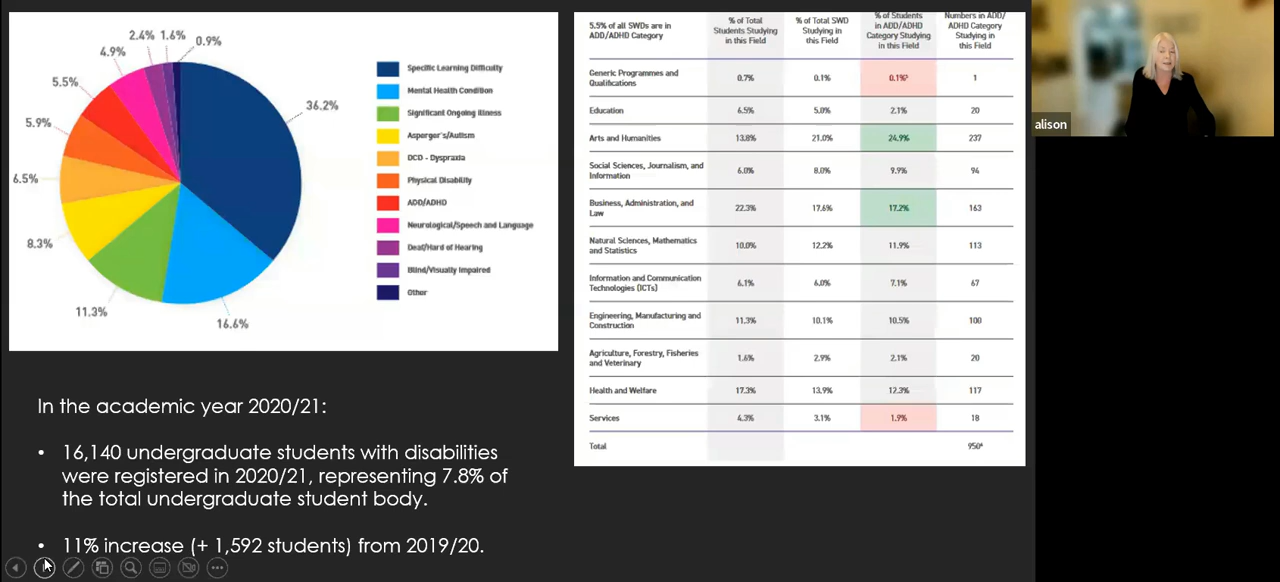 2.4%
1.6%
0.9%
4.9%
5.5%
5.9%
6.5%
8.3%
11.3%
16.6%
36.2%
Specific Learning Difficulty
Mental Health Condition
Significant Ongoing Illness
Asperger's/Autism
DCD - Dyspraxia
Physical Disability
ADD/ADHD
Neurological/Speech and Language
Deaf/Hard of Hearing
Blind/Visually Impaired
Other
In the academic year 2020/21:
• 16,140 undergraduate students with disabilities
were registered in 2020/21, representing 7.8% of
the total undergraduate student body.
• 11% increase (+ 1,592 students) from 2019/20.
5.5% of all SWDs are in
ADD/ADHD Category
% of Total
Students Studying
in this Field
% of Total SWD
Studying in
this Field
% of Students
in ADD/ADHD
Category Studying
in this Field
Numbers in ADD/
ADHD Category
Studying in
this Field
Generic Programmes and
Qualifications
0.7% 0.1% 0.1%⁵ 1
Education 6.5% 5.0% 2.1% 20
Arts and Humanities 13.8% 21.0% 24.9% 237
Social Sciences, Journalism, and
Information
6.0% 8.0% 9.9% 94
Business, Administration, and
Law
22.3% 17.6% 17.2% 163
Natural Sciences, Mathematics
and Statistics
10.0% 12.2% 11.9% 113
Information and Communication
Technologies (ICTs)
6.1% 6.0% 7.1% 67
Engineering, Manufacturing and
Construction
11.3% 10.1% 10.5% 100
Agriculture, Forestry, Fisheries
and Veterinary
1.6% 2.9% 2.1% 20
Health and Welfare 17.3% 13.9% 12.3% 117
Services 4.3% 3.1% 1.9% 18
Total 950⁶
alison